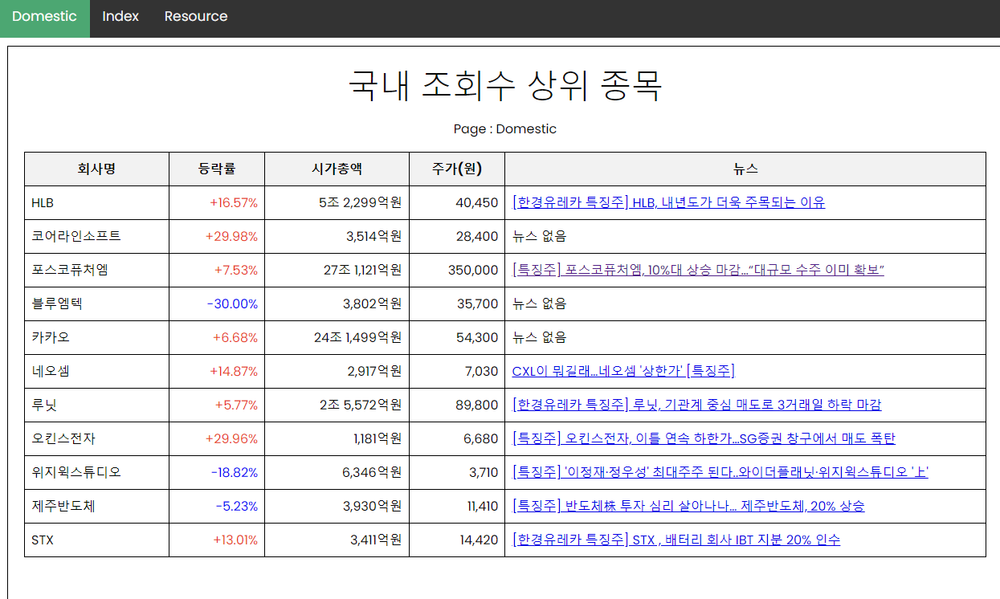 Domestic Index Resource
국내 조회수 상위 종목
Page : Domestic
회사명 등락률 시가총액 주가(원) 뉴스
HLB +16.57% 5조 2,299억원 40,450 [한경유레카 특징주] HLB, 내년도가 더욱 주목되는 이유
코어라인소프트 +29.98% 3,514억원 28,400 뉴스 없음
포스코퓨처엠 +7.53% 27조 1,121억원 350,000 [특징주] 포스코퓨처엠, 10%대 상승 마감…“대규모 수주 이미 확보”
블루엠텍 -30.00% 3,802억원 35,700 뉴스 없음
카카오 +6.68% 24조 1,499억원 54,300 뉴스 없음
네오셈 +14.87% 2,917억원 7,030 CXL이 뭐길래…네오셈 '상한가' [특징주]
루닛 +5.77% 2조 5,572억원 89,800 [한경유레카 특징주] 루닛, 기관계 중심 매도로 3거래일 하락 마감
오킨스전자 +29.96% 1,181억원 6,680 [특징주] 오킨스전자, 이틀 연속 하한가…SG증권 창구에서 매도 폭탄
위지윅스튜디오 -18.82% 6,346억원 3,710 [특징주] '이정재·정우성' 최대주주 된다..와이더플래닛·위지윅스튜디오 '上'
제주반도체 -5.23% 3,930억원 11,410 [특징주] 반도체株 투자 심리 살아나나… 제주반도체, 20% 상승
STX +13.01% 3,411억원 14,420 [한경유레카 특징주] STX , 배터리 회사 IBT 지분 20% 인수